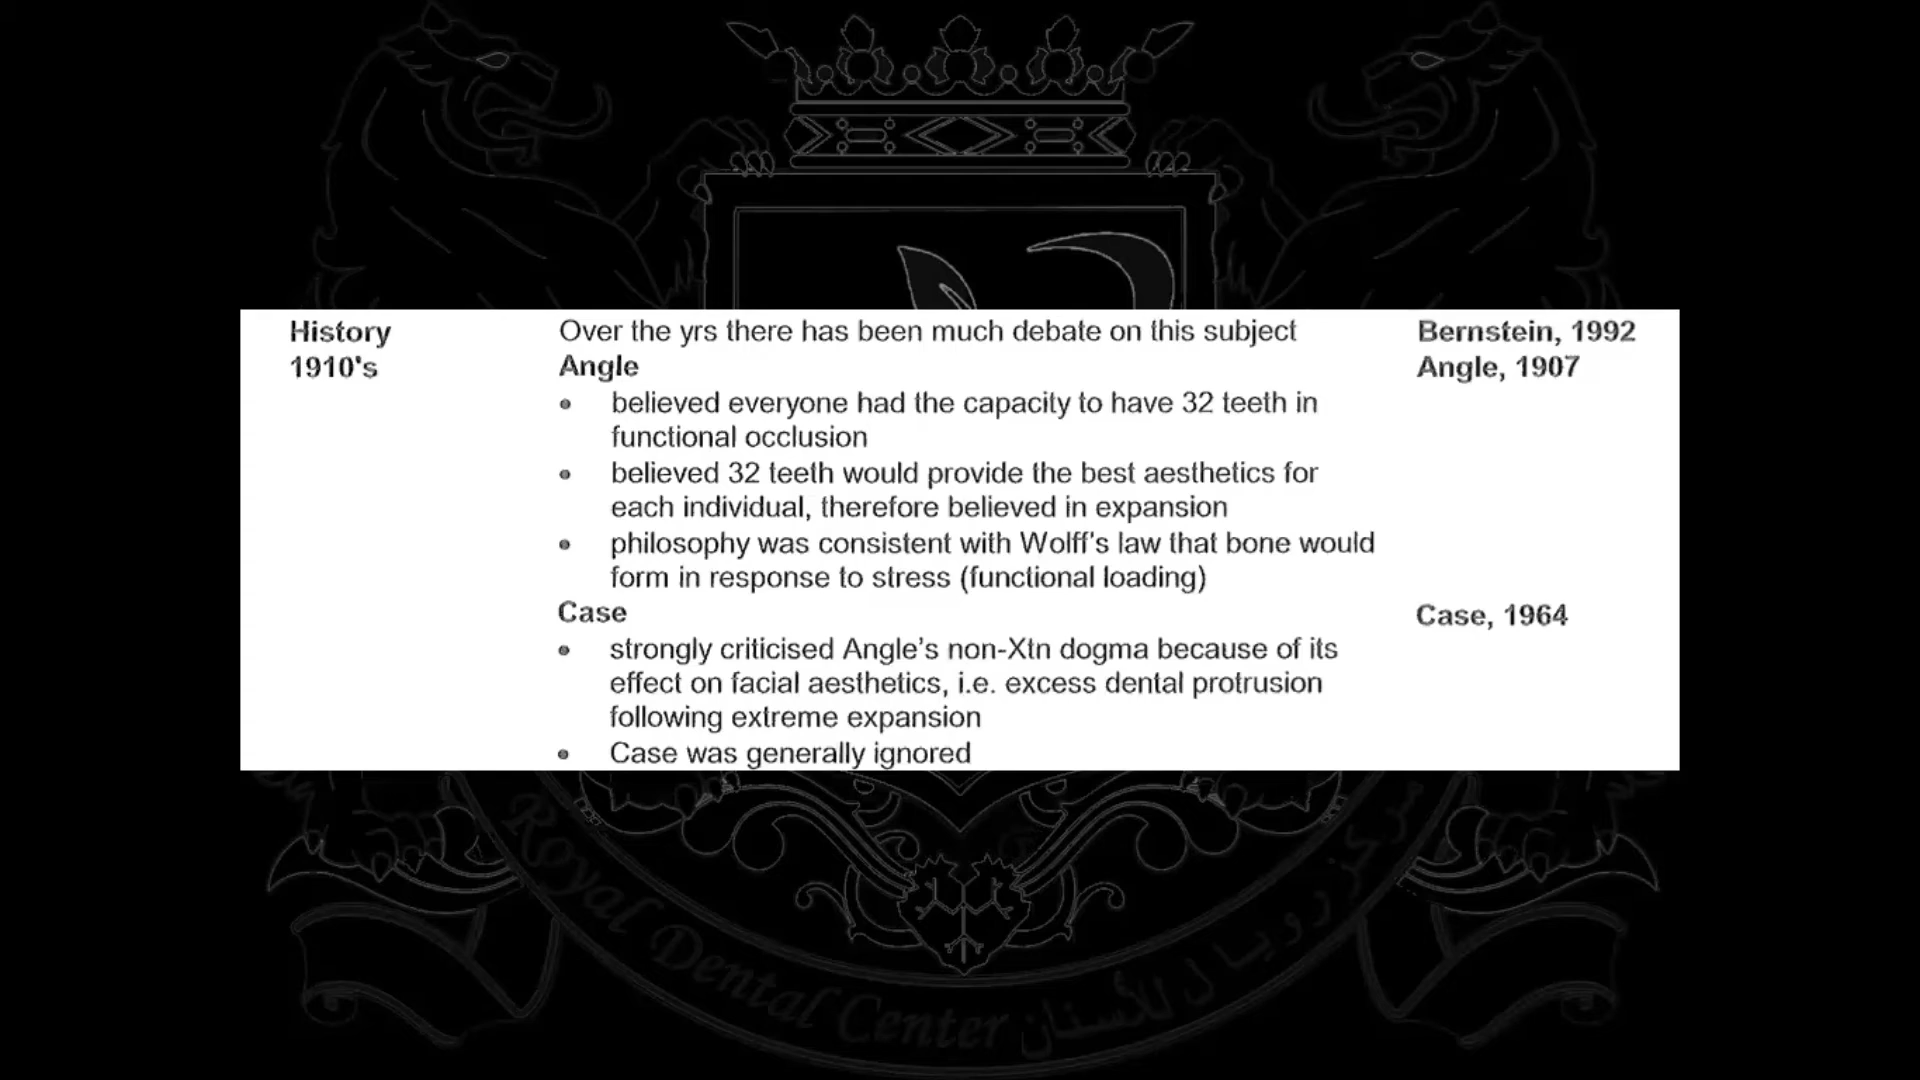 History Over the yrs there has been much debate on this subject Bernstein, 1992
1910's Angle Angle, 1907
• believed everyone had the capacity to have 32 teeth in
functional occlusion
• believed 32 teeth would provide the best aesthetics for
each individual, therefore believed in expansion
• philosophy was consistent with Wolff's law that bone would
form in response to stress (functional loading)
Case Case, 1964
• strongly criticised Angle’s non-Xtn dogma because of its
effect on facial aesthetics, i.e. excess dental protrusion
following extreme expansion
• Case was generally ignored
Royal Dental Center مركز رويال للأسنان